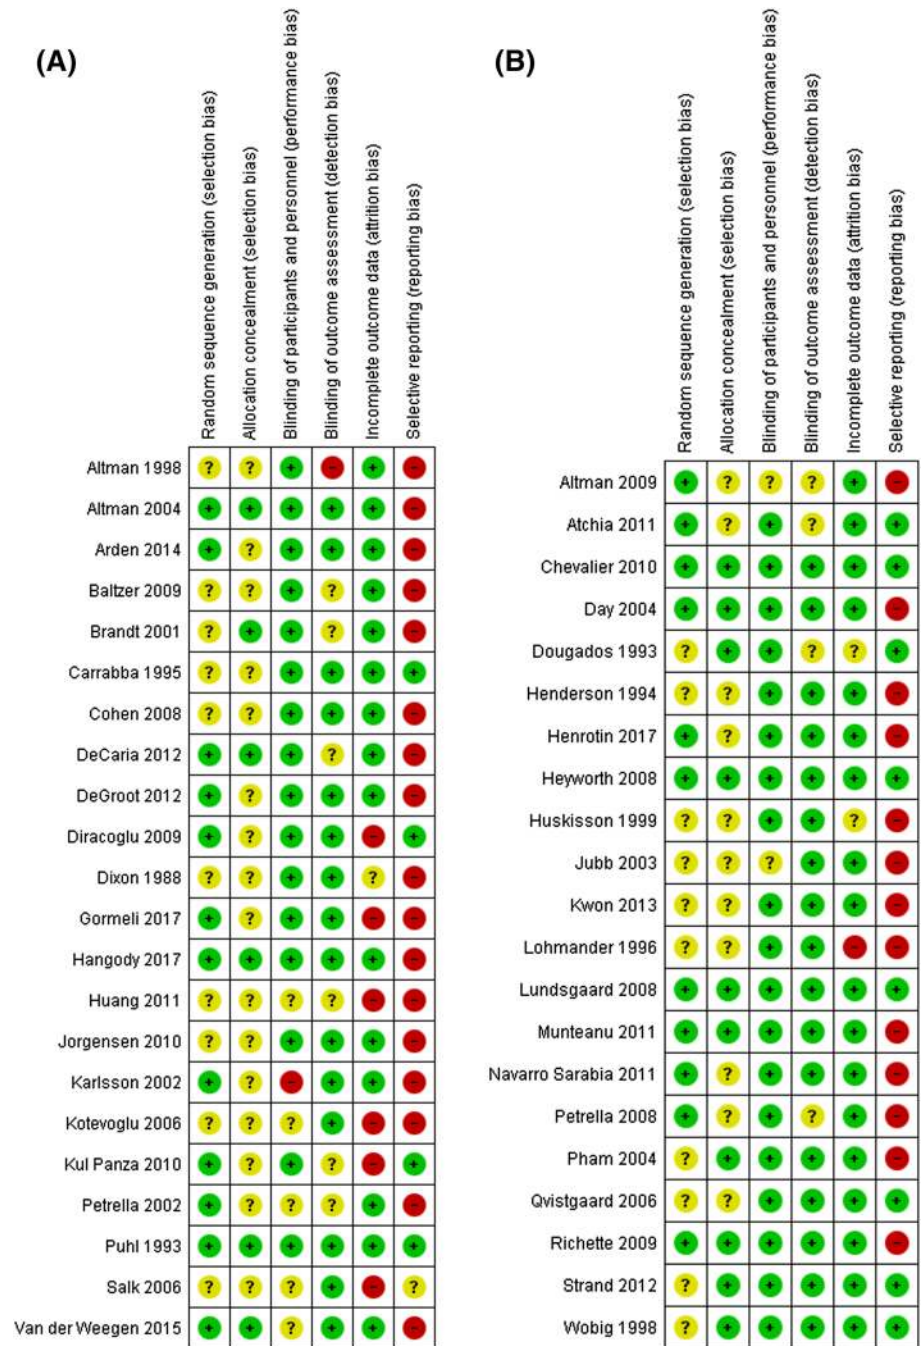 (A)
Random sequence generation (selection bias)
Allocation concealment (selection bias)
Blinding of participants and personnel (performance bias)
Blinding of outcome assessment (detection bias)
Incomplete outcome data (attrition bias)
Selective reporting (reporting bias)
Altman 1998 ? ? + - + -
Altman 2004 + + + + + -
Arden 2014 + ? + + + -
Baltzer 2009 ? ? + ? + -
Brandt 2001 ? + + ? + -
Carrabba 1995 ? ? + + + +
Cohen 2008 ? ? + + + -
DeCaria 2012 + + + ? + -
DeGroot 2012 + ? + + + -
Diracoglu 2009 + ? + + - +
Dixon 1988 ? ? + + ? -
Gormeli 2017 + ? + + - -
Hangody 2017 + + + + + -
Huang 2011 ? ? ? ? - -
Jorgensen 2010 ? ? + + + -
Karlsson 2002 + ? - + + -
Kotevoglu 2006 ? ? ? + - -
Kul Panza 2010 + ? + ? - +
Petrella 2002 + ? ? ? + -
Puhl 1993 + + + + + +
Salk 2006 ? ? ? + - ?
Van der Weegen 2015 + + ? + + -
(B)
Random sequence generation (selection bias)
Allocation concealment (selection bias)
Blinding of participants and personnel (performance bias)
Blinding of outcome assessment (detection bias)
Incomplete outcome data (attrition bias)
Selective reporting (reporting bias)
Altman 2009 + ? ? ? + -
Atchia 2011 + ? + ? + +
Chevalier 2010 + + + + + +
Day 2004 + + + + + -
Dougados 1993 ? + + ? ? +
Henderson 1994 ? ? + + + -
Henrotin 2017 + ? + + + -
Heyworth 2008 + + + + + +
Huskisson 1999 ? ? + + ? -
Jubb 2003 ? ? ? + + -
Kwon 2013 ? ? + + + -
Lohmander 1996 ? ? + + - -
Lundsgaard 2008 + + + + + +
Munteanu 2011 + + + + + -
Navarro Sarabia 2011 + ? + + + -
Petrella 2008 + ? + ? + -
Pham 2004 ? + + + + -
Qvistgaard 2006 ? ? + + + +
Richette 2009 + + + + + -
Strand 2012 ? + + + + +
Wobig 1998 ? + + + + +